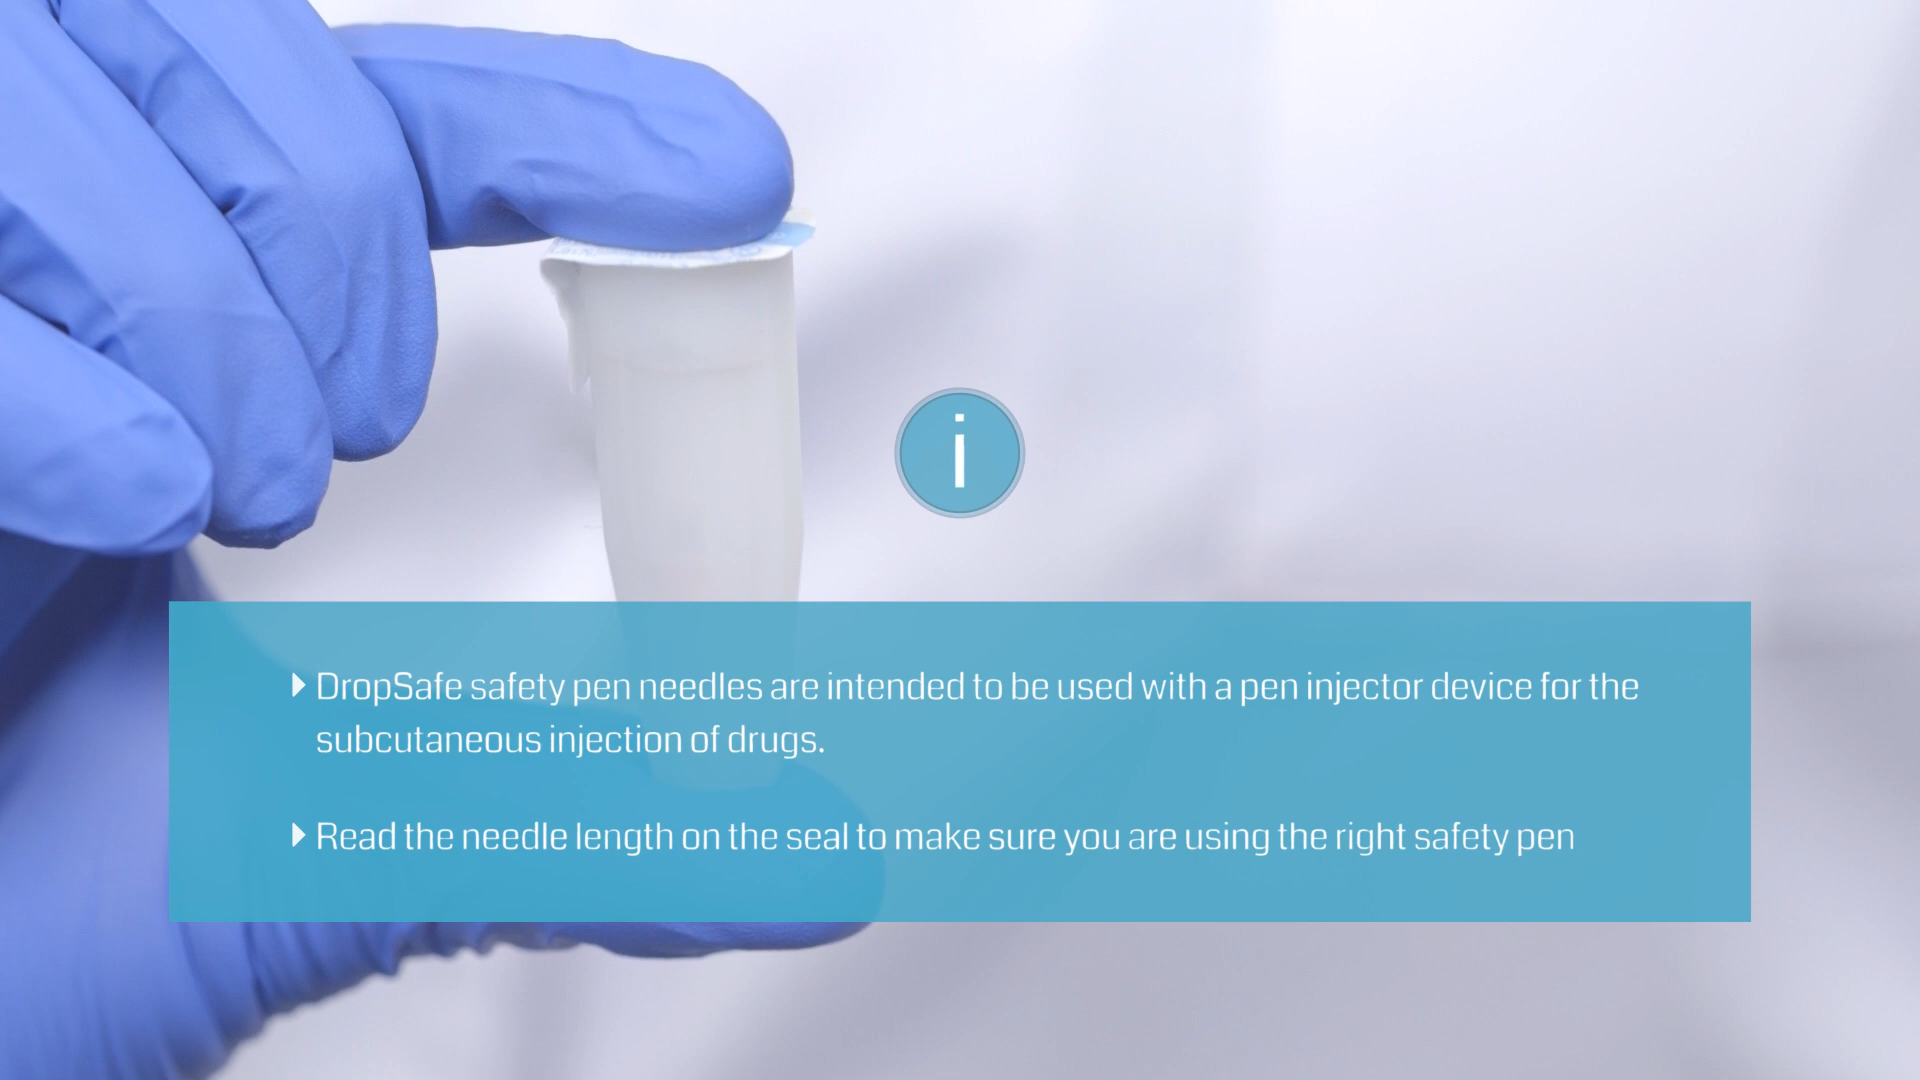 i
DropSafe safety pen needles are intended to be used with a pen injector device for the
subcutaneous injection of drugs.
Read the needle length on the seal to make sure you are using the right safety pen